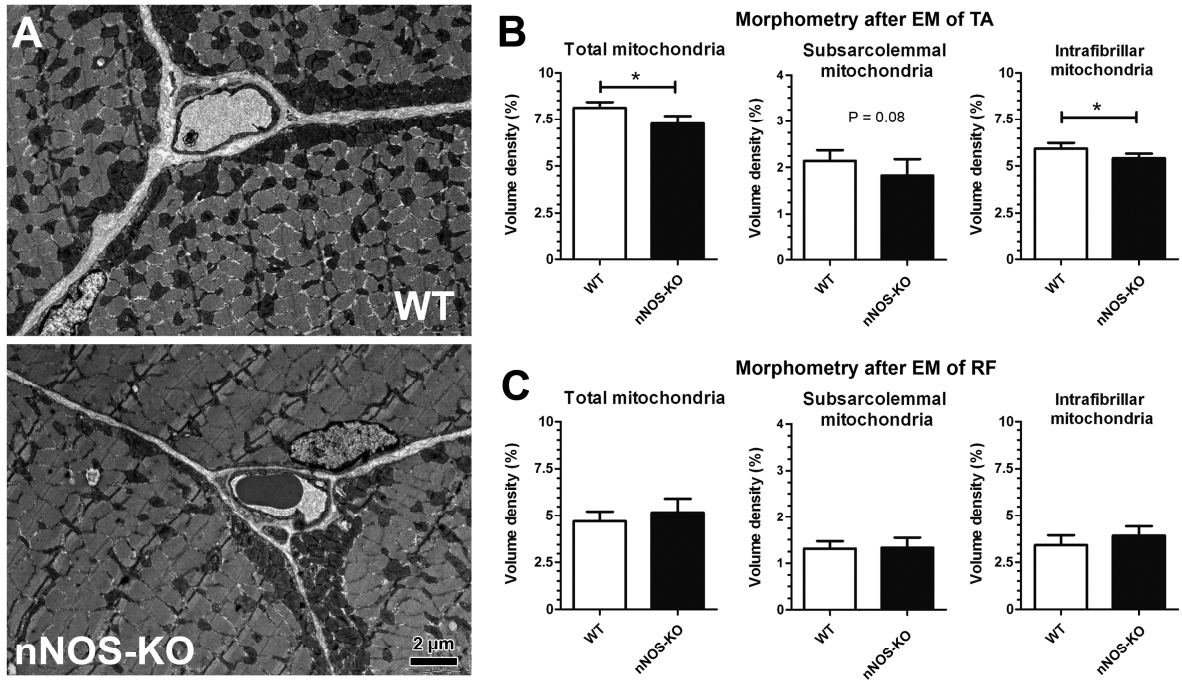 A
WT
nNOS-KO
2 µm
B
Morphometry after EM of TA
Total mitochondria
Volume density (%)
10
7.5
5
2.5
0
*
WT
nNOS-KO
Subsarcolemmal
mitochondria
Volume density (%)
4
3
2
2
1
1
0
P = 0.08
WT
nNOS-KO
Intrafibrillar
mitochondria
Volume density (%)
10
7.5
5
2.5
0
*
WT
nNOS-KO
C
Morphometry after EM of RF
Total mitochondria
Volume density (%)
10
7.5
5
2.5
0
WT
nNOS-KO
Subsarcolemmal
mitochondria
Volume density (%)
4
3
3
2
2
1
1
0
WT
nNOS-KO
Intrafibrillar
mitochondria
Volume density (%)
10
7.5
5
2.5
0
WT
nNOS-KO